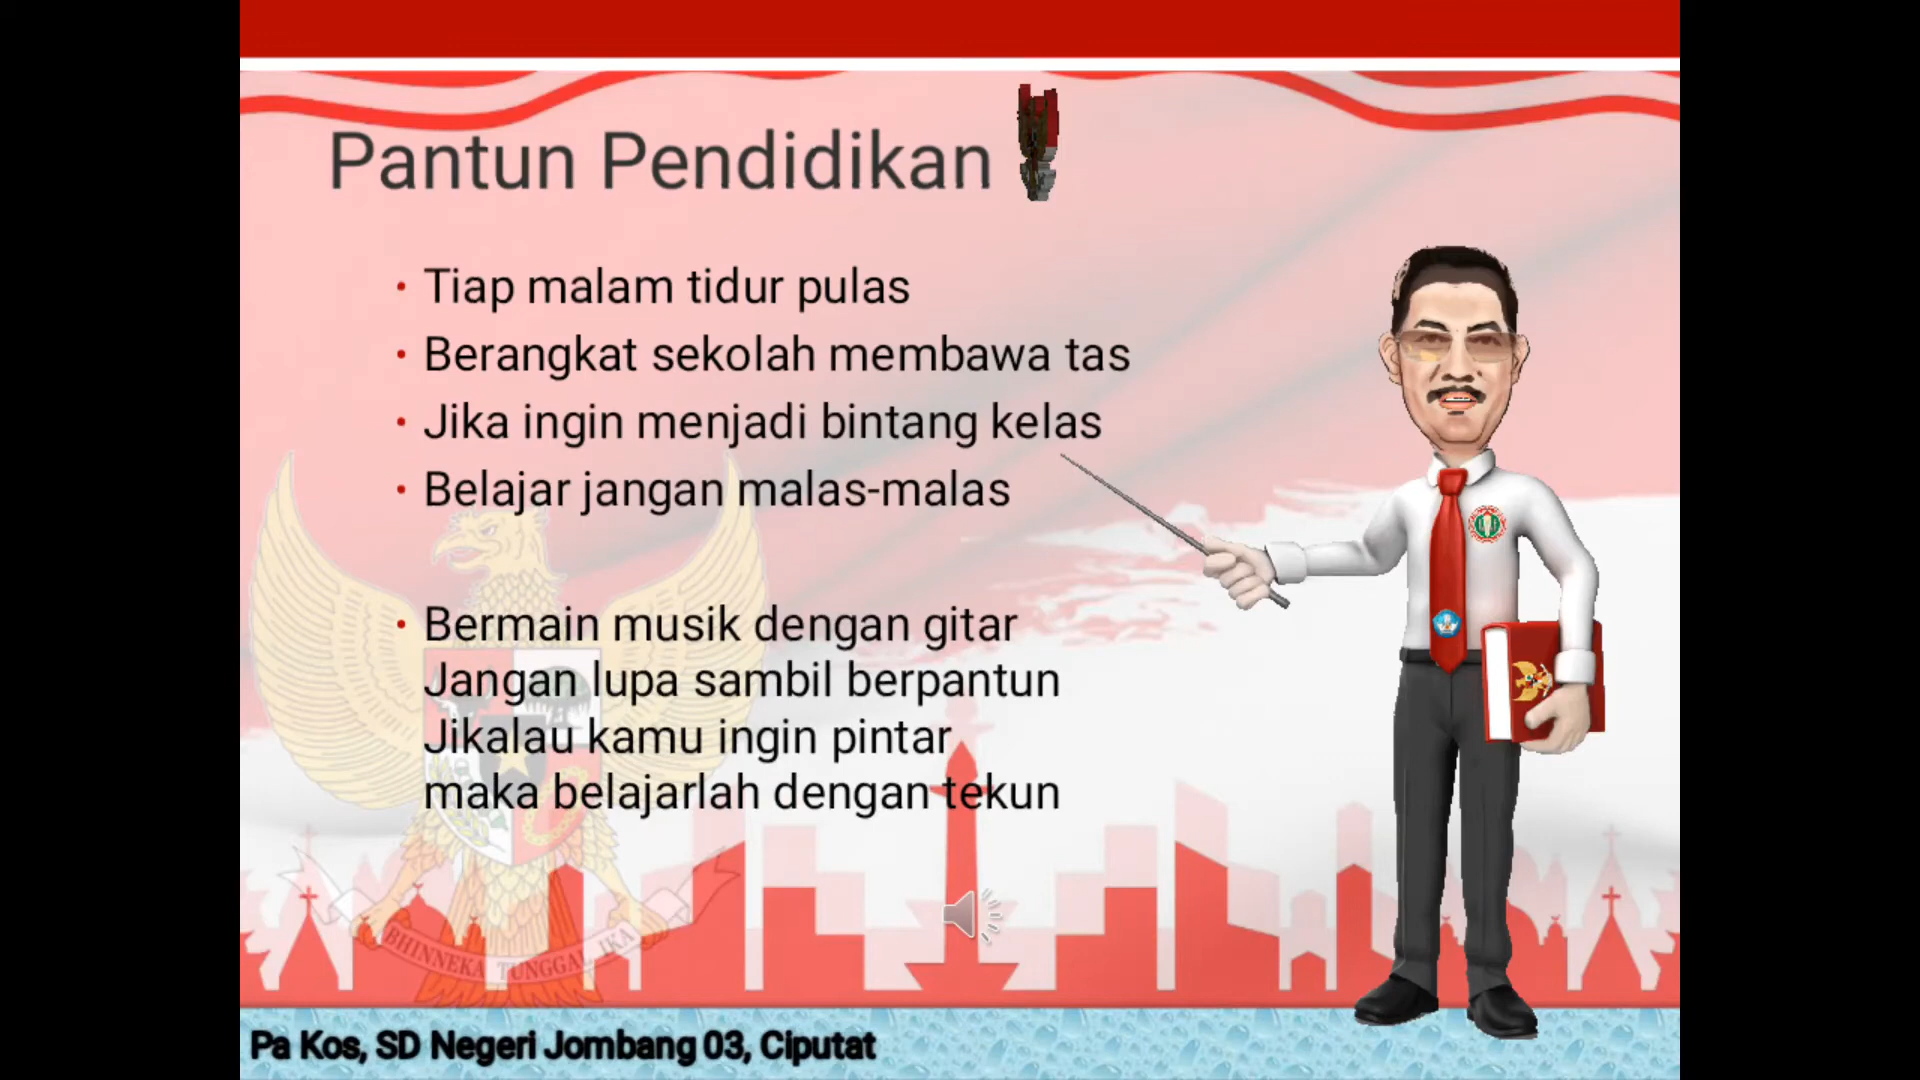 Pantun Pendidikan
• Tiap malam tidur pulas
• Berangkat sekolah membawa tas
• Jika ingin menjadi bintang kelas
• Belajar jangan malas-malas
• Bermain musik dengan gitar
Jangan lupa sambil berpantun
Jikalau kamu ingin pintar
maka belajarlah dengan tekun
BHINNEKA TUNGGAL IKA
Pa Kos, SD Negeri Jombang 03, Ciputat